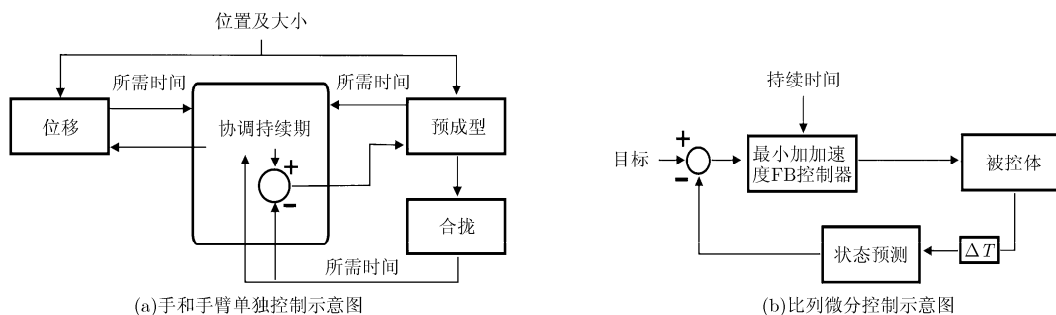 位置及大小
所需时间
所需时间
位移
协调持续期
预成型
+
−
合拢
所需时间
(a)手和手臂单独控制示意图
持续时间
目标
+
−
最小加加速
度FB控制器
被控体
状态预测
ΔT
(b)比列微分控制示意图